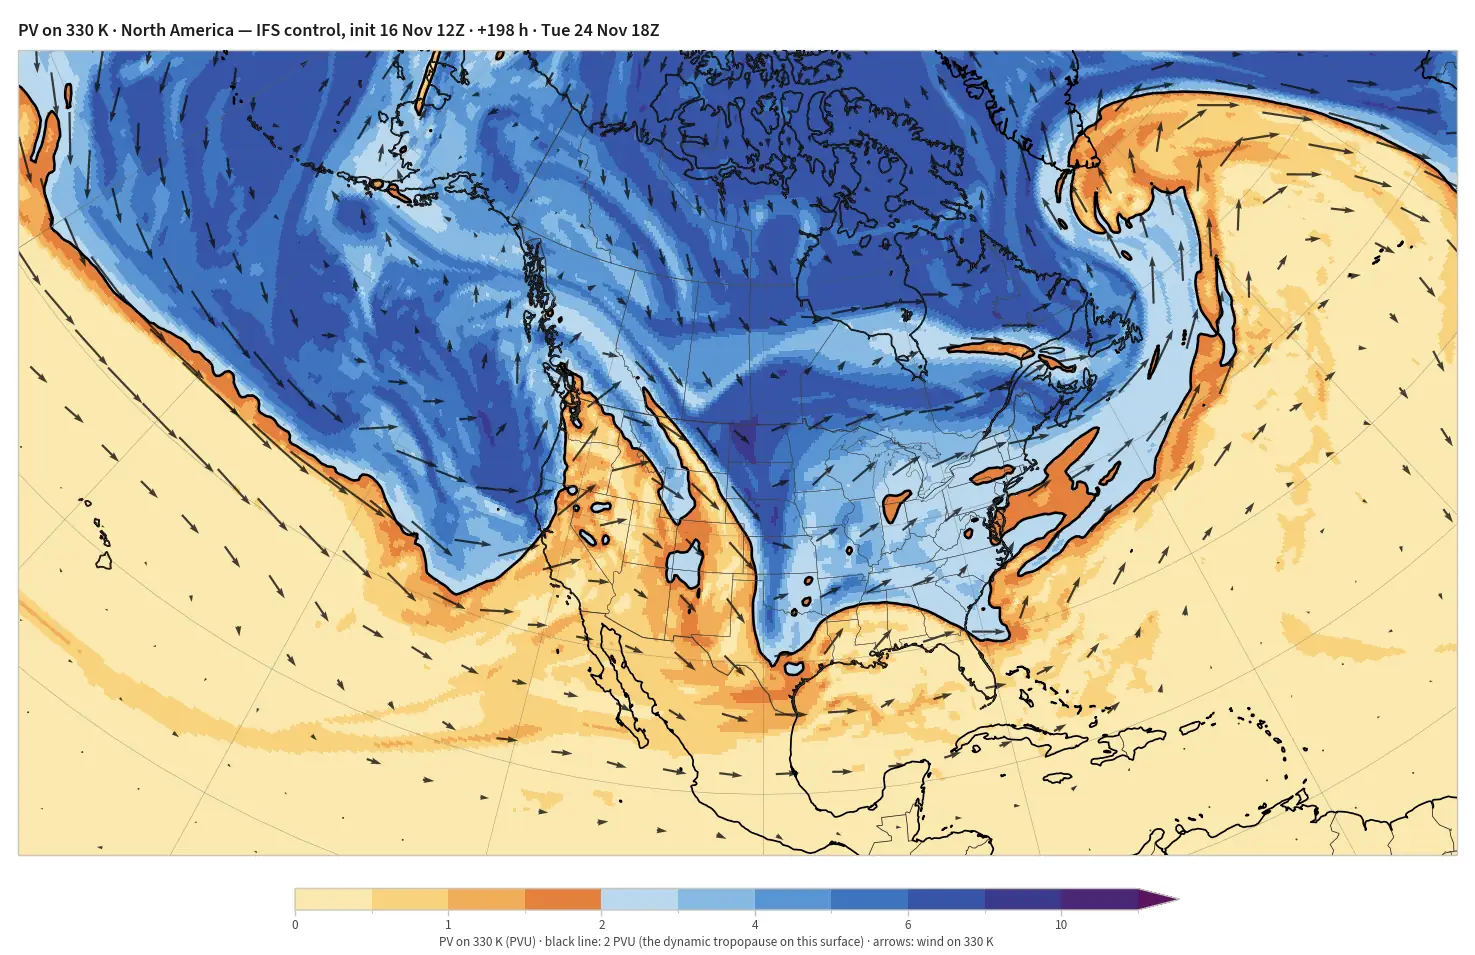 PV on 330 K · North America — IFS control, init 16 Nov 12Z · +198 h · Tue 24 Nov 18Z
0 1 2 4 6 10
PV on 330 K (PVU) · black line: 2 PVU (the dynamic tropopause on this surface) · arrows: wind on 330 K